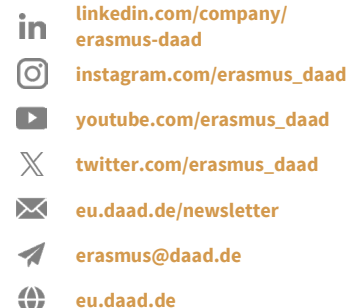 linkedin.com/company/
erasmus-daad
instagram.com/erasmus_daad
youtube.com/erasmus_daad
twitter.com/erasmus_daad
eu.daad.de/newsletter
erasmus@daad.de
eu.daad.de